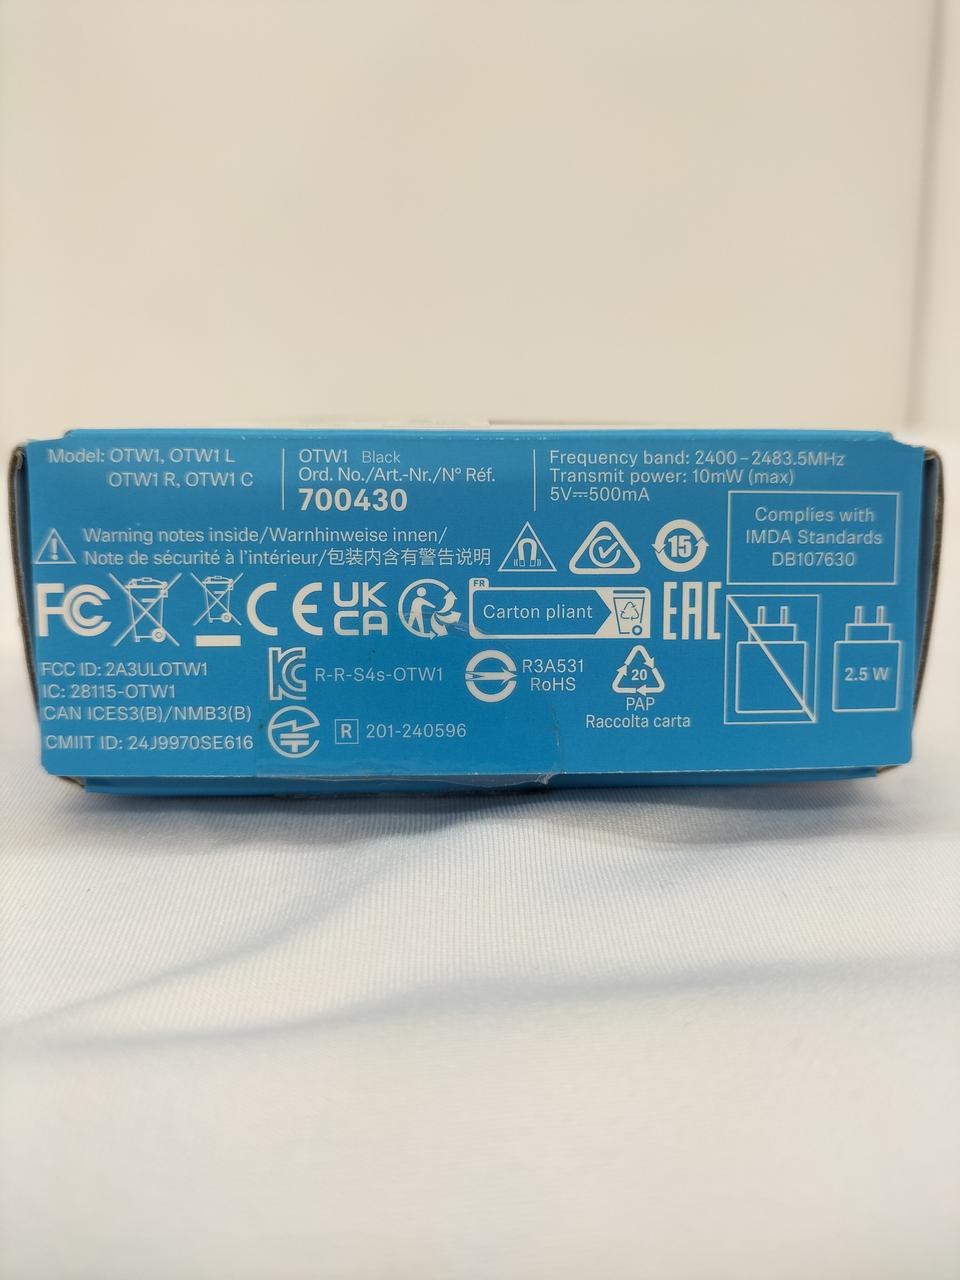 Model: OTW1, OTW1 L
OTW1 R, OTW1 C
OTW1 Black
Ord. No./Art.-Nr./N° Réf.
700430
Frequency band: 2400–2483.5MHz
Transmit power: 10mW (max)
5V⎓500mA
Complies with
IMDA Standards
DB107630
Warning notes inside/Warnhinweise innen/
Note de sécurité à l'intérieur/包装内含有警告说明
15
FC CE UK
CA
FR
Carton pliant
EAC
FCC ID: 2A3ULOTW1
IC: 28115-OTW1
CAN ICES3(B)/NMB3(B)
CMIIT ID: 24J9970SE616
R-R-S4s-OTW1
R 201-240596
R3A531
RoHS
20
PAP
Raccolta carta
2.5 W